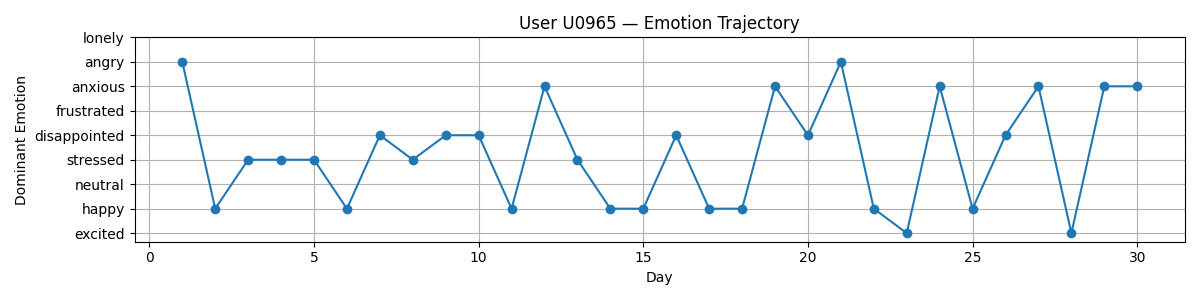 User U0965 — Emotion Trajectory
lonely
angry
anxious
frustrated
disappointed
stressed
neutral
happy
excited
Dominant Emotion
0 5 10 15 20 25 30
Day